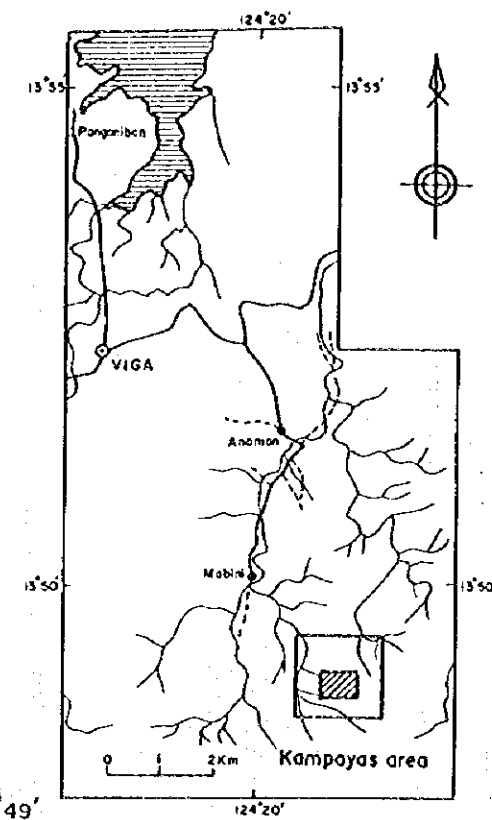 124°20'
13°55'
13°55'
Panganiban
VIGA
Anamon
Mabini
13°50'
13°50'
0 1 2Km
Kampayas area
49'
124°20'